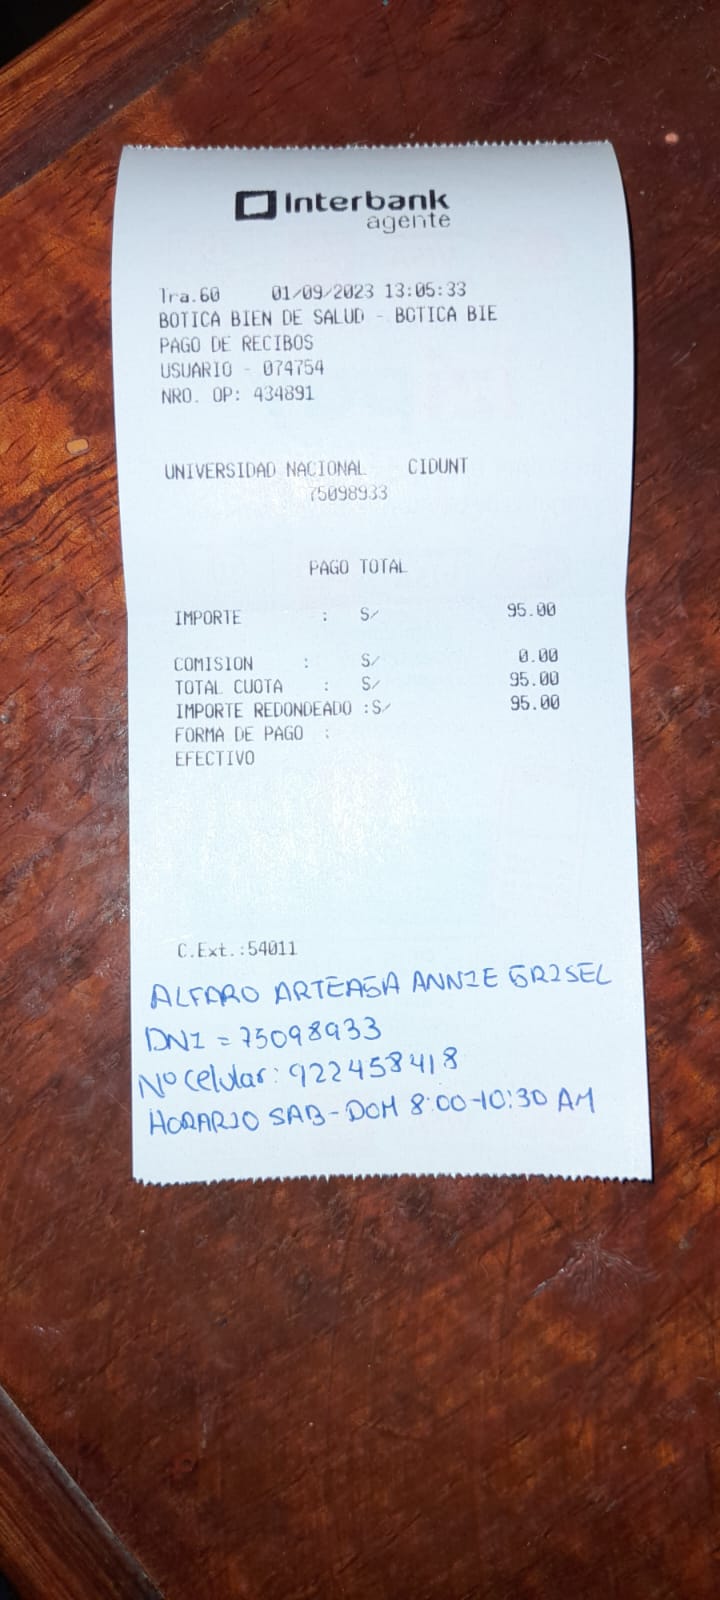 Interbank
agente
Tra.60 01/09/2023 13:05:33
BOTICA BIEN DE SALUD - BOTICA BIE
PAGO DE RECIBOS
USUARIO - 074754
NRO. OP: 434891
UNIVERSIDAD NACIONAL CIDUNT
75098933
PAGO TOTAL
IMPORTE : S/ 95.00
COMISION : S/ 0.00
TOTAL CUOTA : S/ 95.00
IMPORTE REDONDEADO :S/ 95.00
FORMA DE PAGO :
EFECTIVO
C.Ext.:54011
ALFARO ARTEAGA ANNIE GRISEL
DNI = 75098933
Nº celular: 922458418
HORARIO SAB-DOM 8:00-10:30 AM